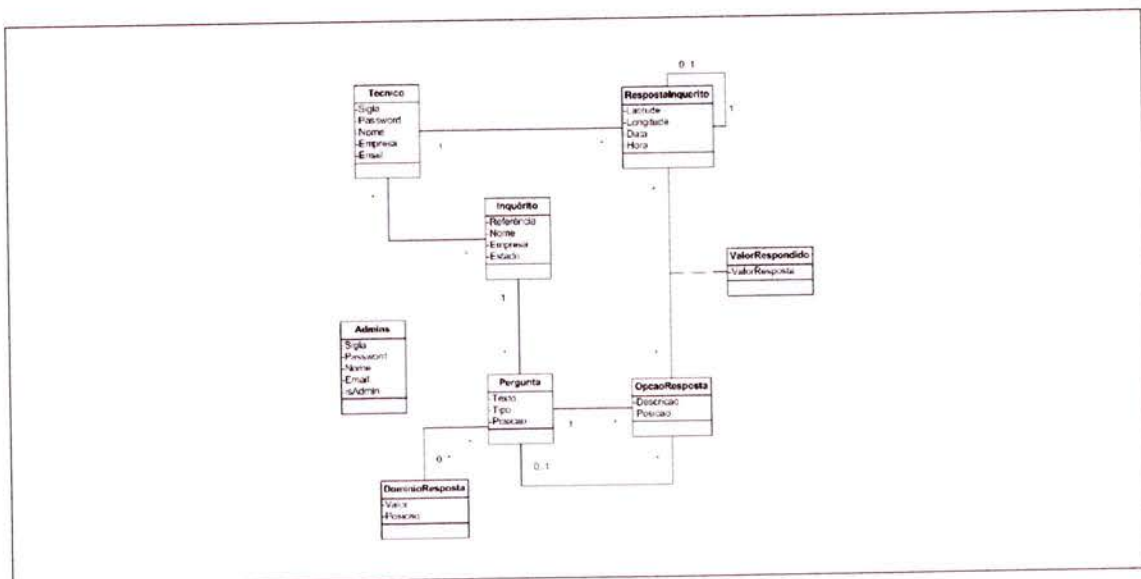 Tecnico
-Sigla
-Password
-Nome
-Empresa
-Email
1
*
*
*
RespostaInquerito
-Latitude
-Longitude
-Data
-Hora
0..1
1
*
Inquérito
-Referência
-Nome
-Empresa
-Estado
1
*
ValorRespondido
-ValorResposta
Admins
-Sigla
-Password
-Nome
-Email
-isAdmin
Pergunta
-Texto
-Tipo
-Posicao
1
*
0..1
*
*
OpcaoResposta
-Descricao
-Posicao
*
0..*
DominioResposta
-Valor
-Posicao